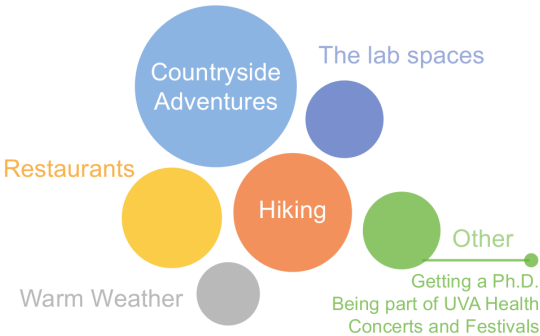 Countryside
Adventures
The lab spaces
Restaurants
Hiking
Other
Warm Weather
Getting a Ph.D.
Being part of UVA Health
Concerts and Festivals